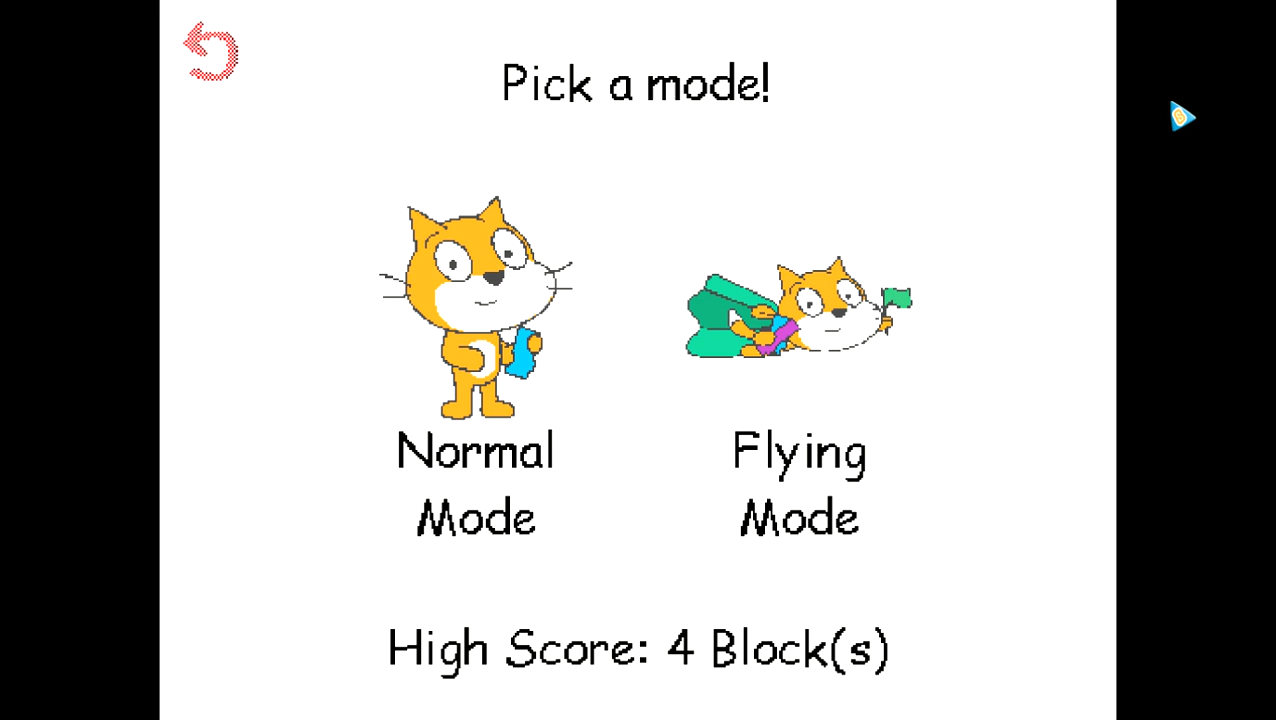 Pick a mode!
Normal
Mode
Flying
Mode
High Score: 4 Block(s)